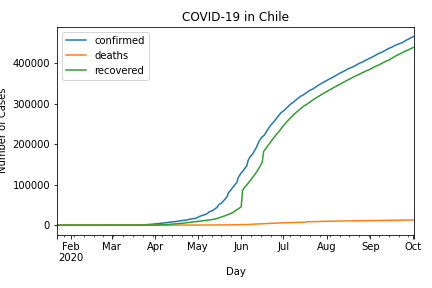 COVID-19 in Chile
confirmed
deaths
recovered
Number of Cases
400000
300000
200000
100000
0
Feb Mar Apr May Jun Jul Aug Sep Oct
2020
Day